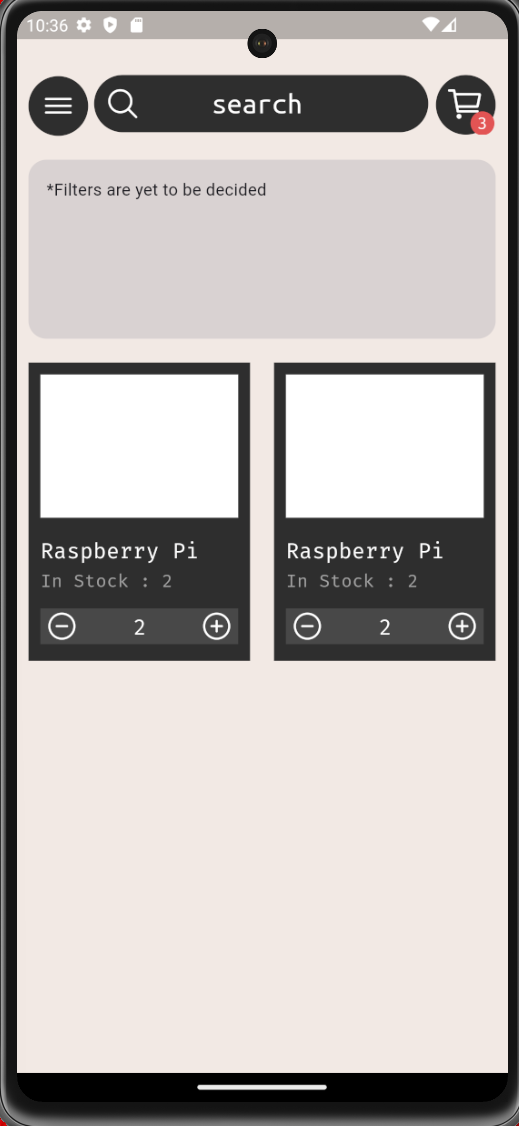 10:36
search
3
*Filters are yet to be decided
Raspberry Pi
In Stock : 2
2
Raspberry Pi
In Stock : 2
2